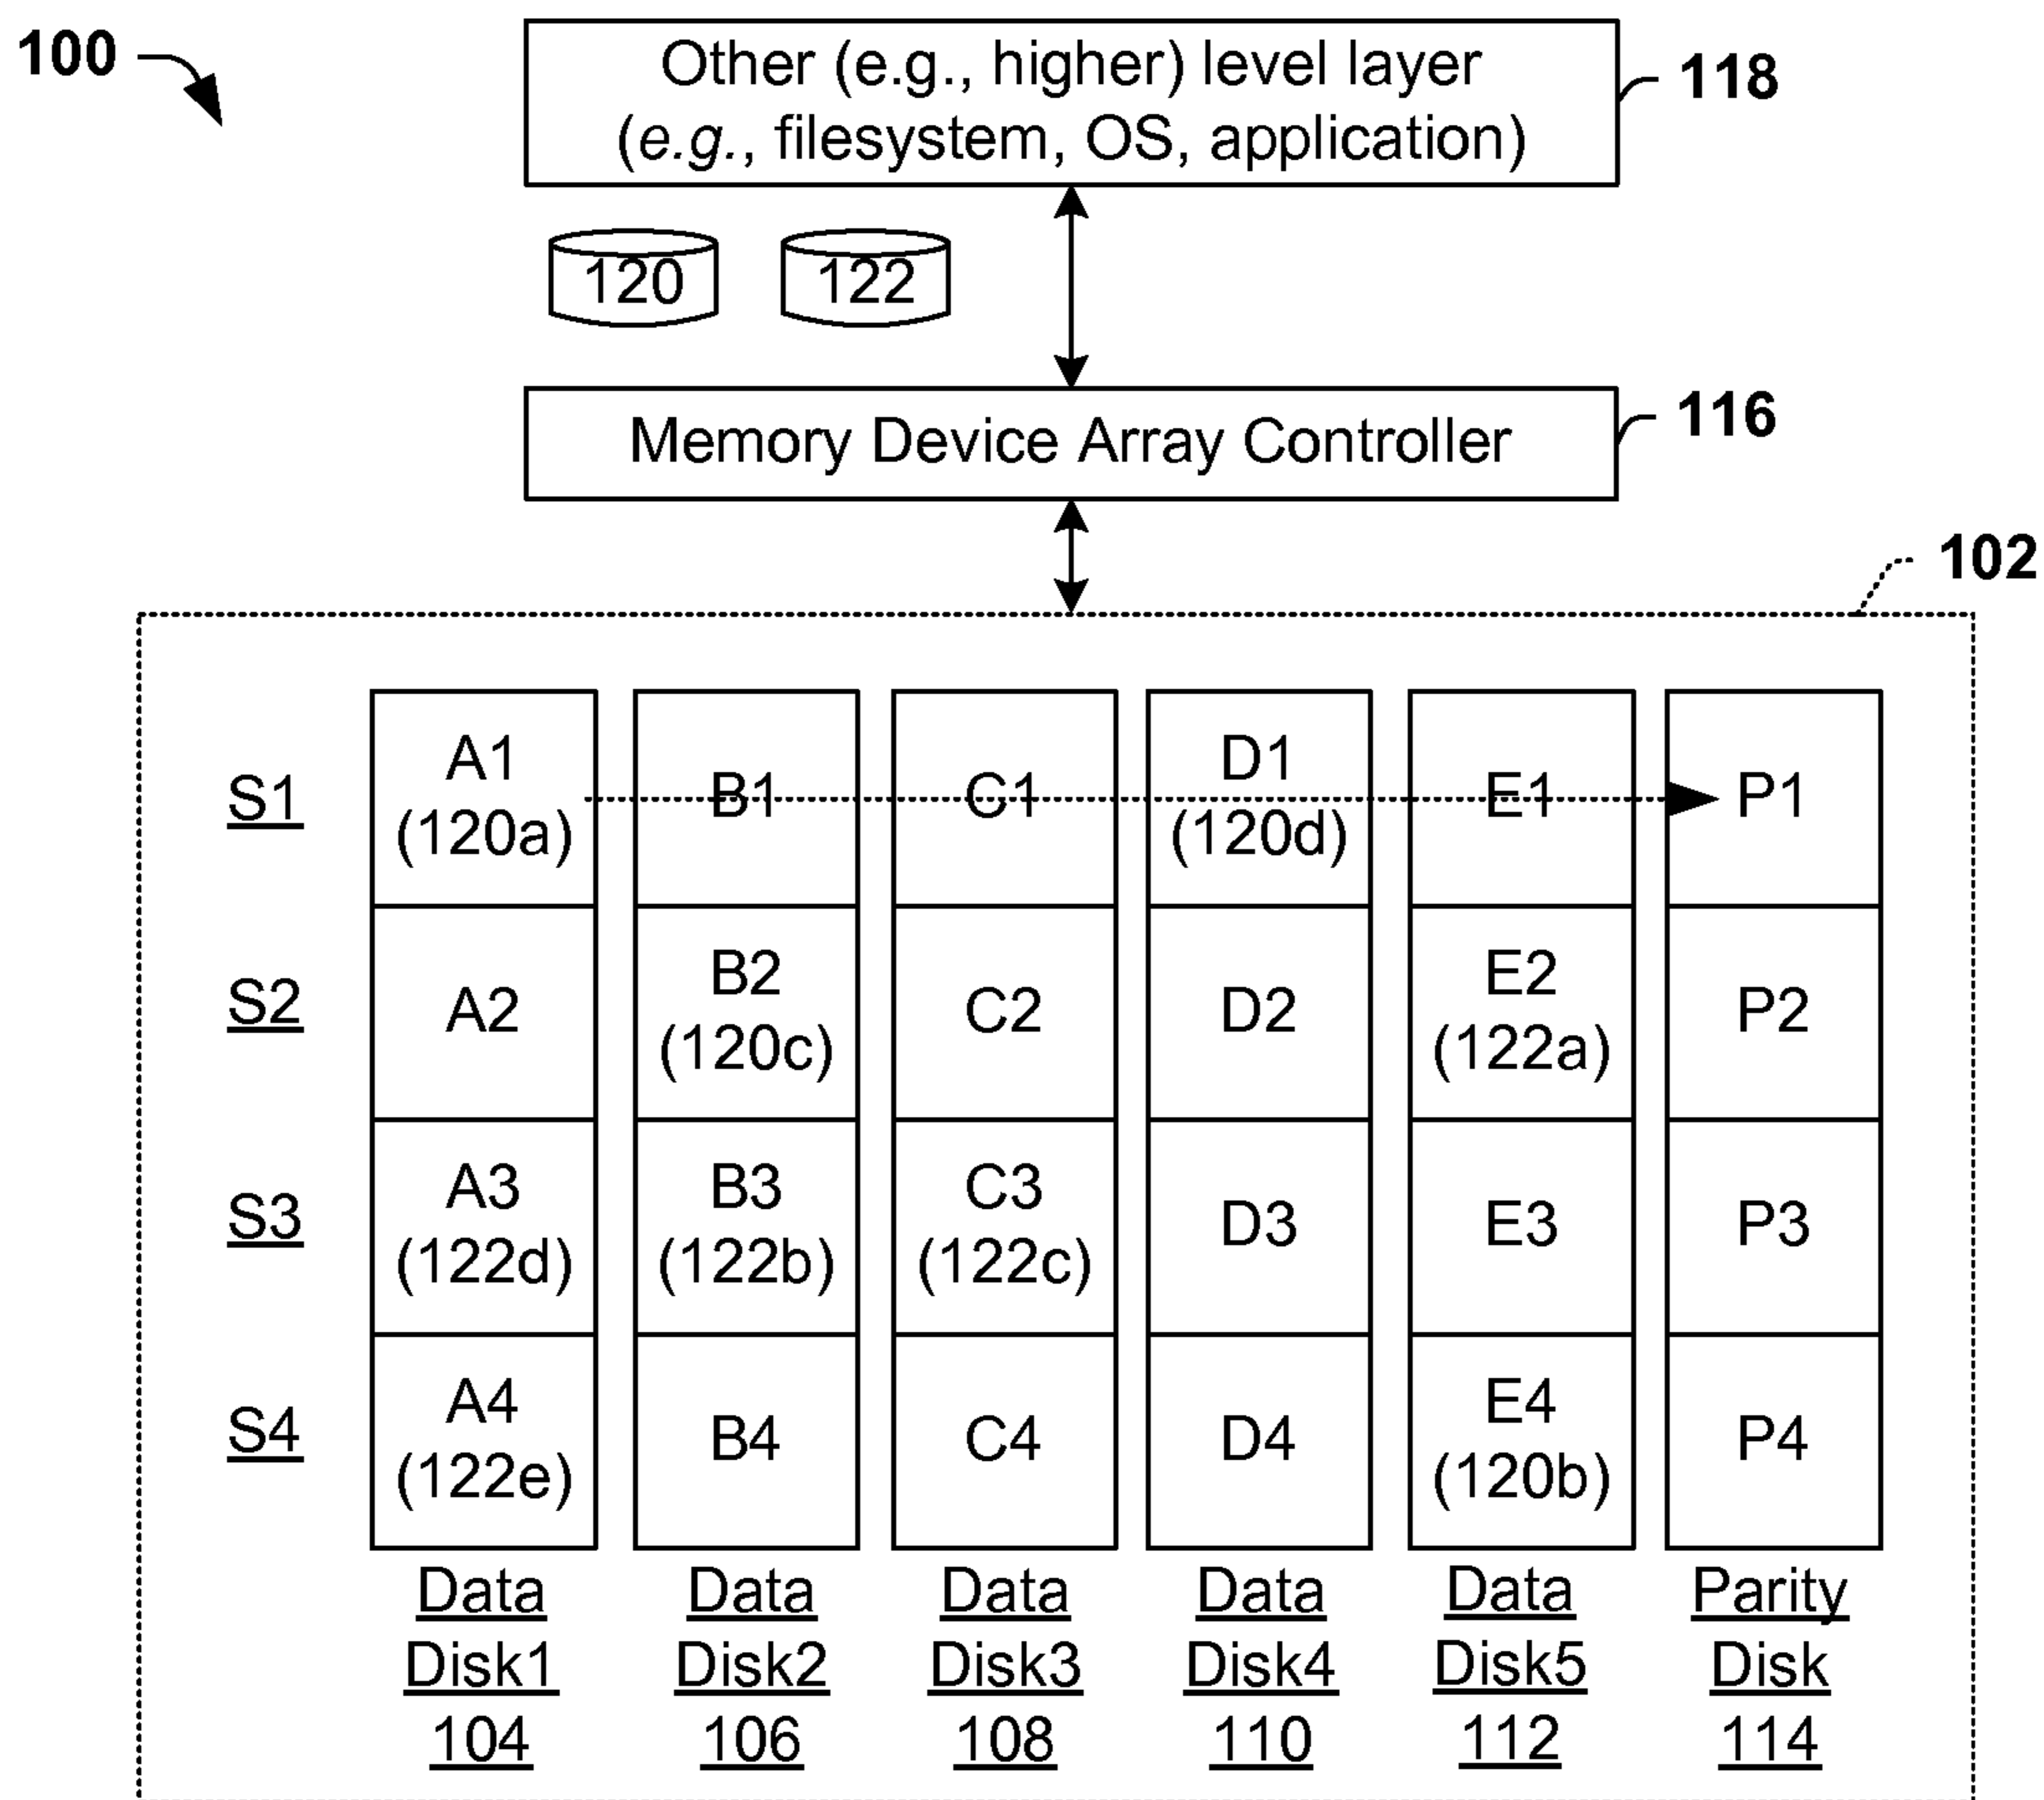 100
Other (e.g., higher) level layer
(e.g., filesystem, OS, application)
118
120 122
Memory Device Array Controller
116
102
S1 A1 (120a) B1 C1 D1 (120d) E1 P1
S2 A2 B2 (120c) C2 D2 E2 (122a) P2
S3 A3 (122d) B3 (122b) C3 (122c) D3 E3 P3
S4 A4 (122e) B4 C4 D4 E4 (120b) P4
Data Data Data Data Data Parity
Disk1 Disk2 Disk3 Disk4 Disk5 Disk
104 106 108 110 112 114